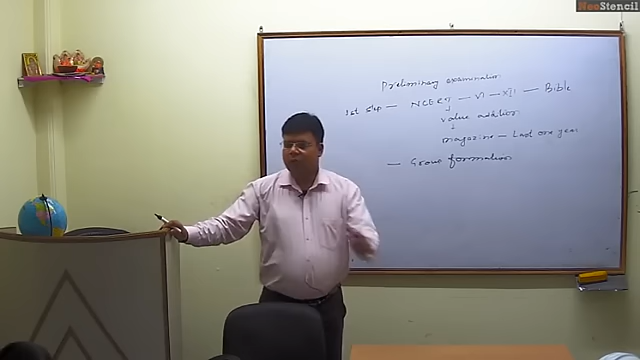 NeoStencil
Preliminary examination
1st step — NCERT — VI — XII — Bible
value addition
magazine — Last one year
— Group formation